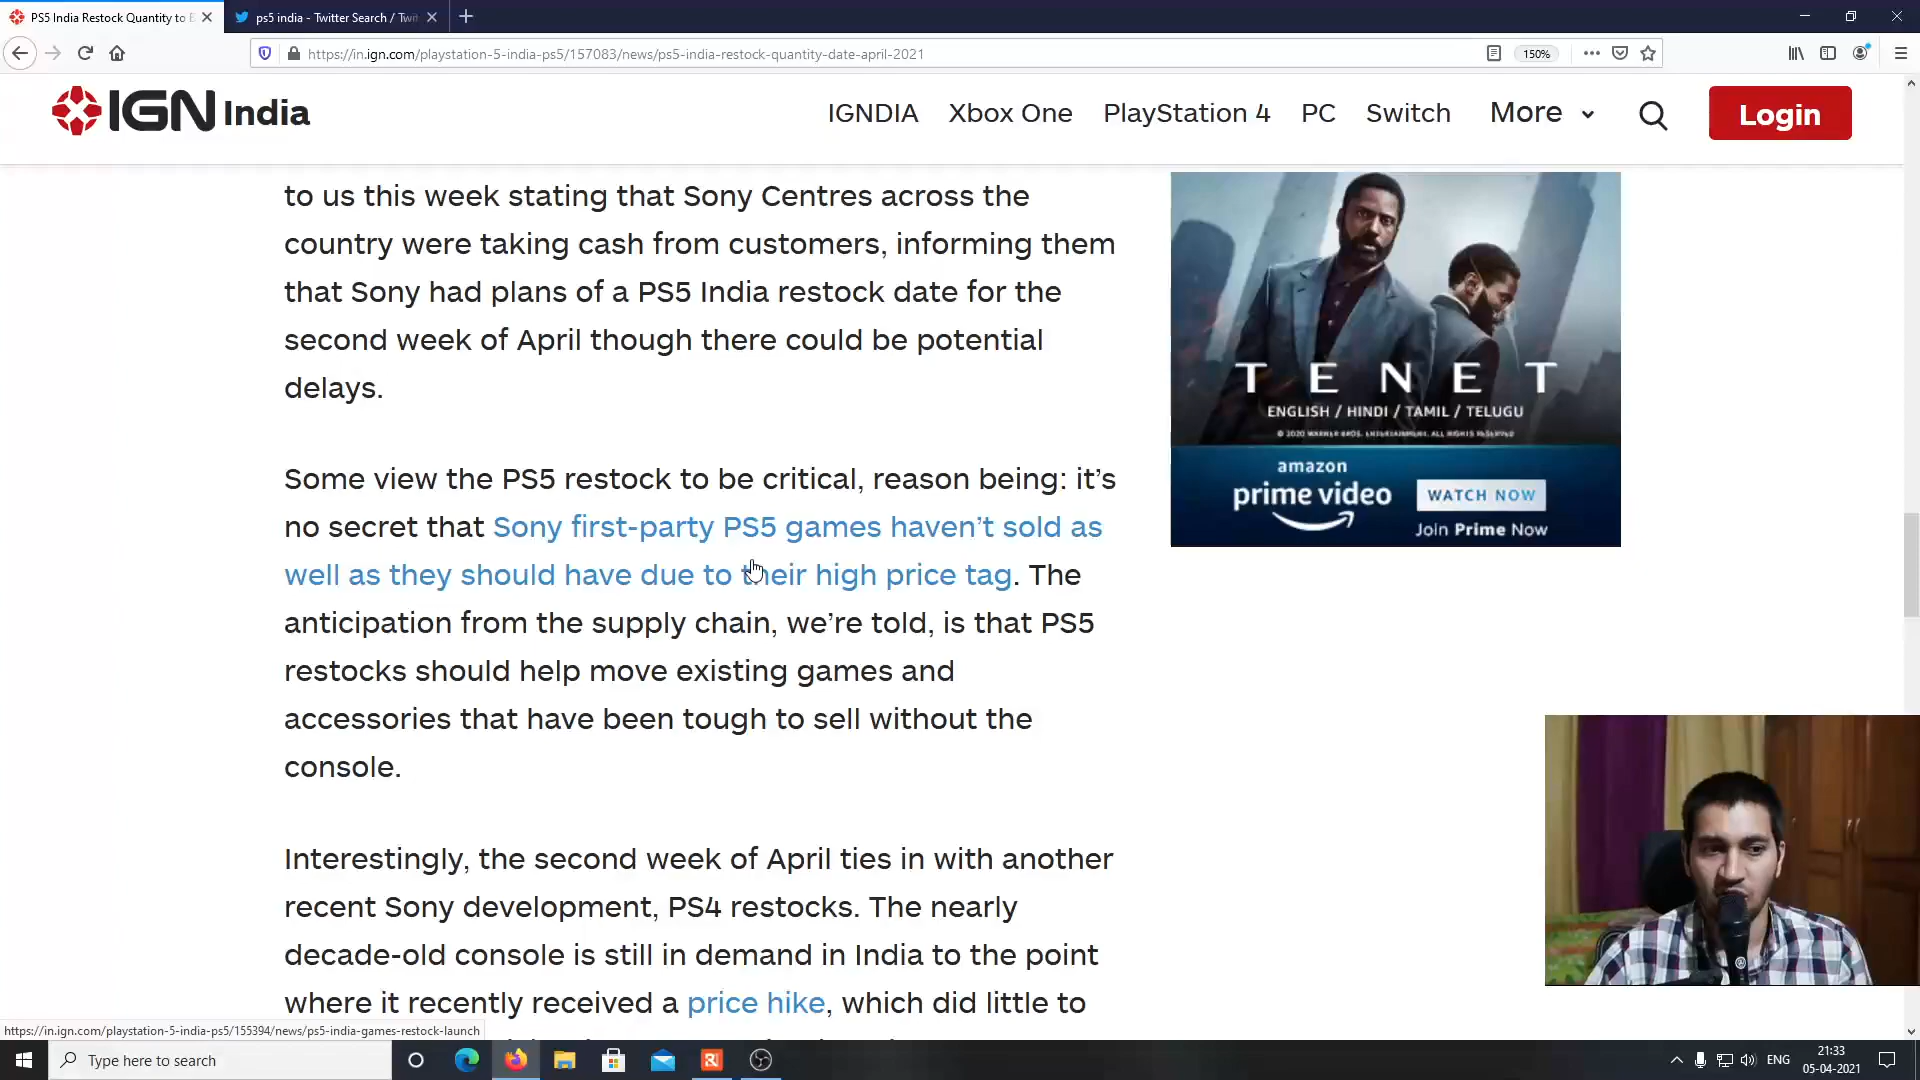 PS5 India Restock Quantity to
ps5 india - Twitter Search / Twi
https://in.ign.com/playstation-5-india-ps5/157083/news/ps5-india-restock-quantity-date-april-2021
150%
IGN India
IGNDIA Xbox One PlayStation 4 PC Switch More
Login
to us this week stating that Sony Centres across the
country were taking cash from customers, informing them
that Sony had plans of a PS5 India restock date for the
second week of April though there could be potential
delays.
Some view the PS5 restock to be critical, reason being: it’s
no secret that Sony first-party PS5 games haven’t sold as
well as they should have due to their high price tag. The
anticipation from the supply chain, we’re told, is that PS5
restocks should help move existing games and
accessories that have been tough to sell without the
console.
Interestingly, the second week of April ties in with another
recent Sony development, PS4 restocks. The nearly
decade-old console is still in demand in India to the point
where it recently received a price hike, which did little to
TENET
ENGLISH / HINDI / TAMIL / TELUGU
© 2020 WARNER BROS. ENTERTAINMENT. ALL RIGHTS RESERVED
amazon
prime video
WATCH NOW
Join Prime Now
https://in.ign.com/playstation-5-india-ps5/155394/news/ps5-india-games-restock-launch
Type here to search
ENG
21:33
05-04-2021